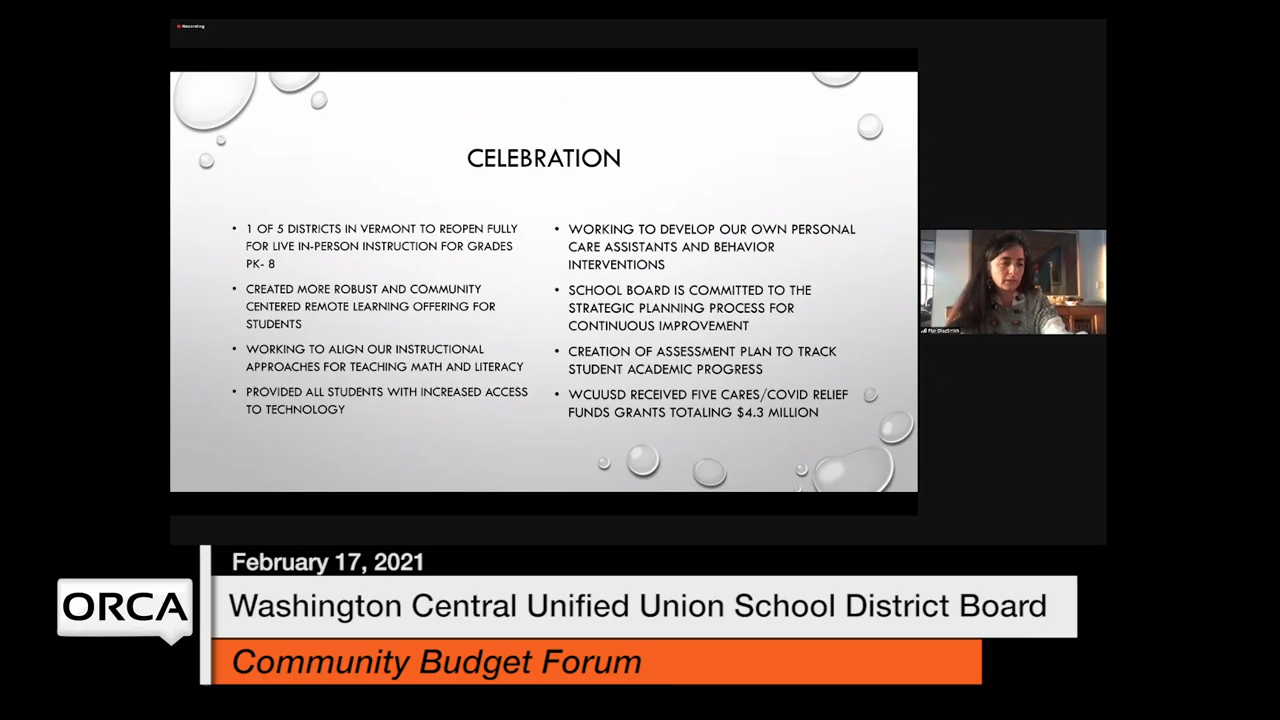 Recording
CELEBRATION
• 1 OF 5 DISTRICTS IN VERMONT TO REOPEN FULLY
FOR LIVE IN-PERSON INSTRUCTION FOR GRADES
PK- 8
• CREATED MORE ROBUST AND COMMUNITY
CENTERED REMOTE LEARNING OFFERING FOR
STUDENTS
• WORKING TO ALIGN OUR INSTRUCTIONAL
APPROACHES FOR TEACHING MATH AND LITERACY
• PROVIDED ALL STUDENTS WITH INCREASED ACCESS
TO TECHNOLOGY
• WORKING TO DEVELOP OUR OWN PERSONAL
CARE ASSISTANTS AND BEHAVIOR
INTERVENTIONS
• SCHOOL BOARD IS COMMITTED TO THE
STRATEGIC PLANNING PROCESS FOR
CONTINUOUS IMPROVEMENT
• CREATION OF ASSESSMENT PLAN TO TRACK
STUDENT ACADEMIC PROGRESS
• WCUUSD RECEIVED FIVE CARES/COVID RELIEF
FUNDS GRANTS TOTALING $4.3 MILLION
Flor DiazSmith
February 17, 2021
ORCA
Washington Central Unified Union School District Board
Community Budget Forum